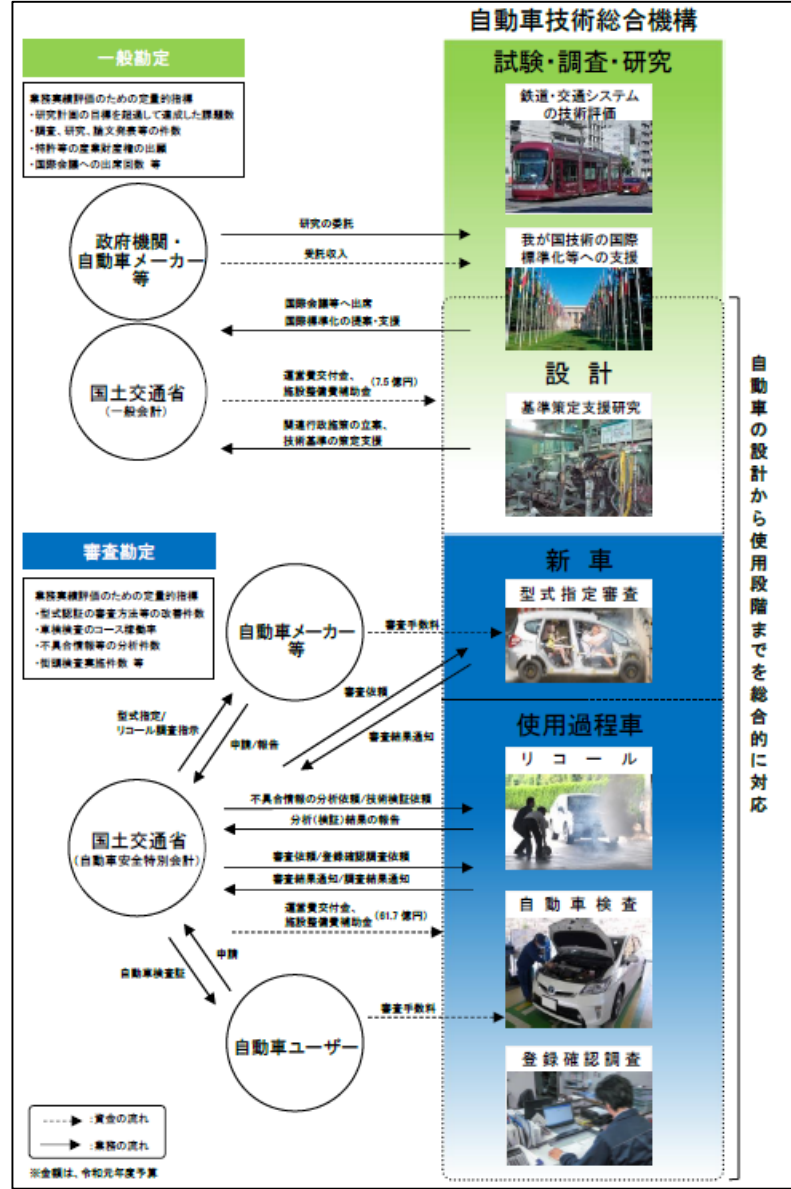 自動車技術総合機構
一般勘定
業務実績評価のための定量的指標
・研究計画の目標を超過して達成した課題数
・調査、研究、論文発表等の件数
・特許等の産業財産権の出願
・国際会議への出席回数 等
試験・調査・研究
鉄道・交通システム
の技術評価
政府機関・
自動車メーカー
等
研究の委託
受託収入
我が国技術の国際
標準化等への支援
国際会議等へ出席
国際標準化の提案・支援
国土交通省
(一般会計)
運営費交付金、
施設整備費補助金
(7.5 億円)
関連行政施策の立案、
技術基準の策定支援
設 計
基準策定支援研究
自動車の設計から使用段階までを総合的に対応
審査勘定
業務実績評価のための定量的指標
・型式認証の審査方法等の改善件数
・車検検査のコース稼働率
・不具合情報等の分析件数
・街頭検査実施件数 等
自動車メーカー
等
審査手数料
新 車
型式指定審査
審査依頼
審査結果通知
型式指定/
リコール調査指示
申請/報告
使用過程車
リコール
国土交通省
(自動車安全特別会計)
不具合情報の分析依頼/技術検証依頼
分析(検証)結果の報告
審査依頼/登録確認調査依頼
審査結果通知/調査結果通知
運営費交付金、
施設整備費補助金
(61.7 億円)
自動車検査
申請
自動車検査証
自動車ユーザー
審査手数料
登録確認調査
:資金の流れ
:業務の流れ
※金額は、令和元年度予算